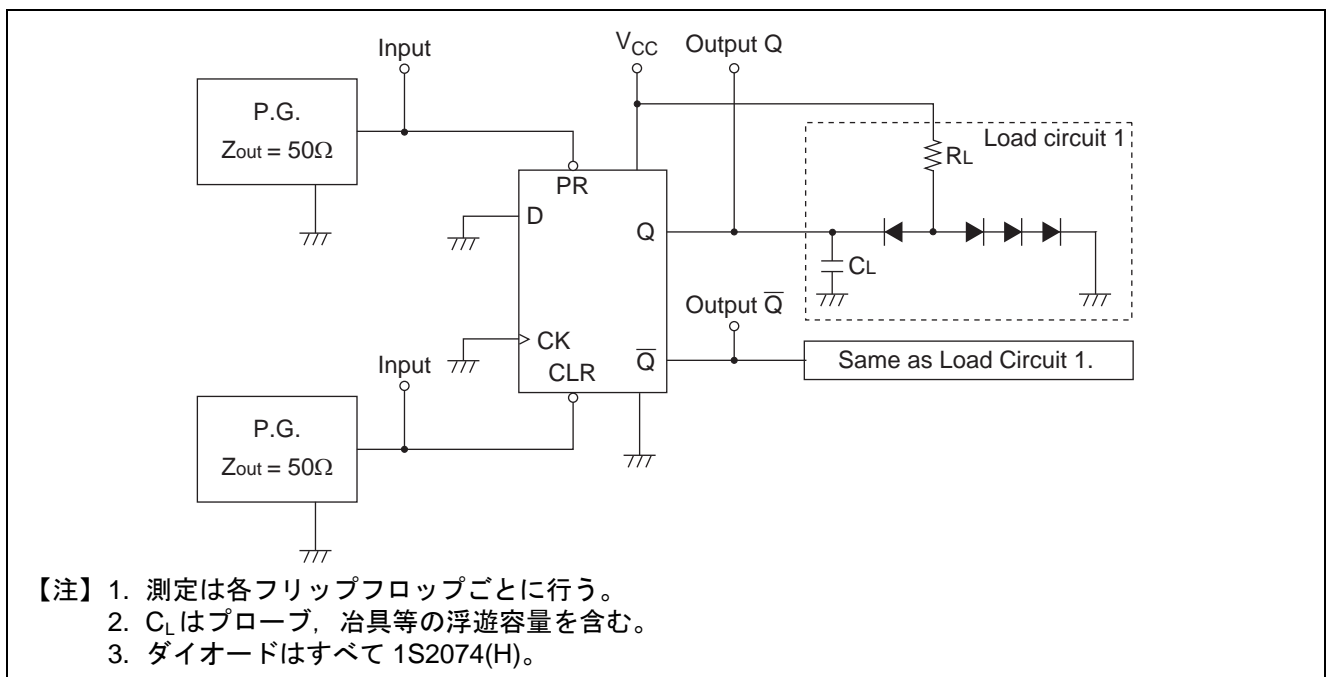 Input
V_CC
Output Q
P.G.
Zout = 50Ω
Load circuit 1
RL
PR
D
Q
CL
Output Q̅
CK
Q̅
CLR
Same as Load Circuit 1.
Input
P.G.
Zout = 50Ω
【注】1. 測定は各フリップフロップごとに行う。
2. C_Lはプローブ，冶具等の浮遊容量を含む。
3. ダイオードはすべて 1S2074(H)。